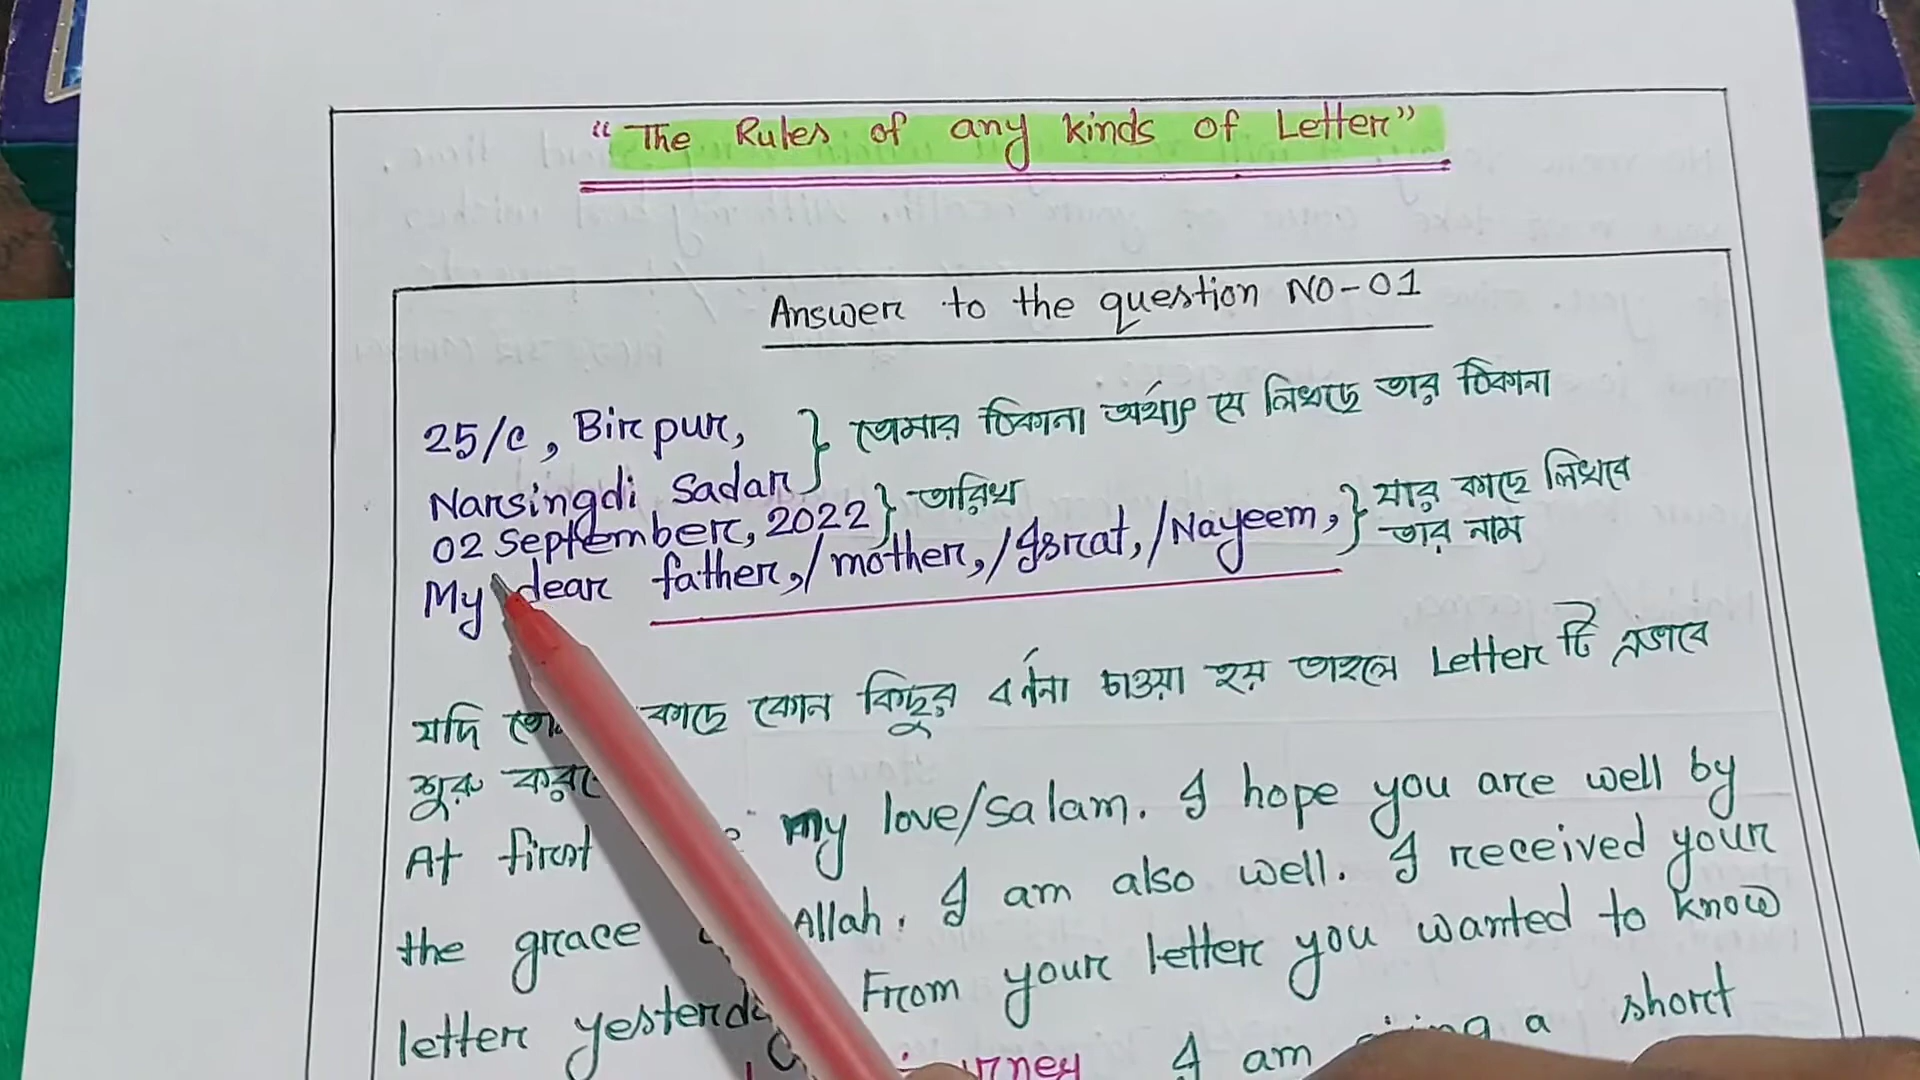 "The Rules of any kinds of Letter"
Answer to the question NO-01
25/c, Birpur,
Narsingdi Sadar } তোমার ঠিকানা অর্থাৎ যে লিখছে তার ঠিকানা
02 September, 2022 } তারিখ
My dear father,/mother,/Israt,/Nayeem, } যার কাছে লিখবে
তার নাম
যদি কাছে কোন কিছুর বর্ননা চাওয়া হয় তাহলে Letter টি এভাবে
শুরু
At first my love/salam. I hope you are well by
the grace Allah. I am also well. I received your
letter From your letter you wanted to know
I am a short